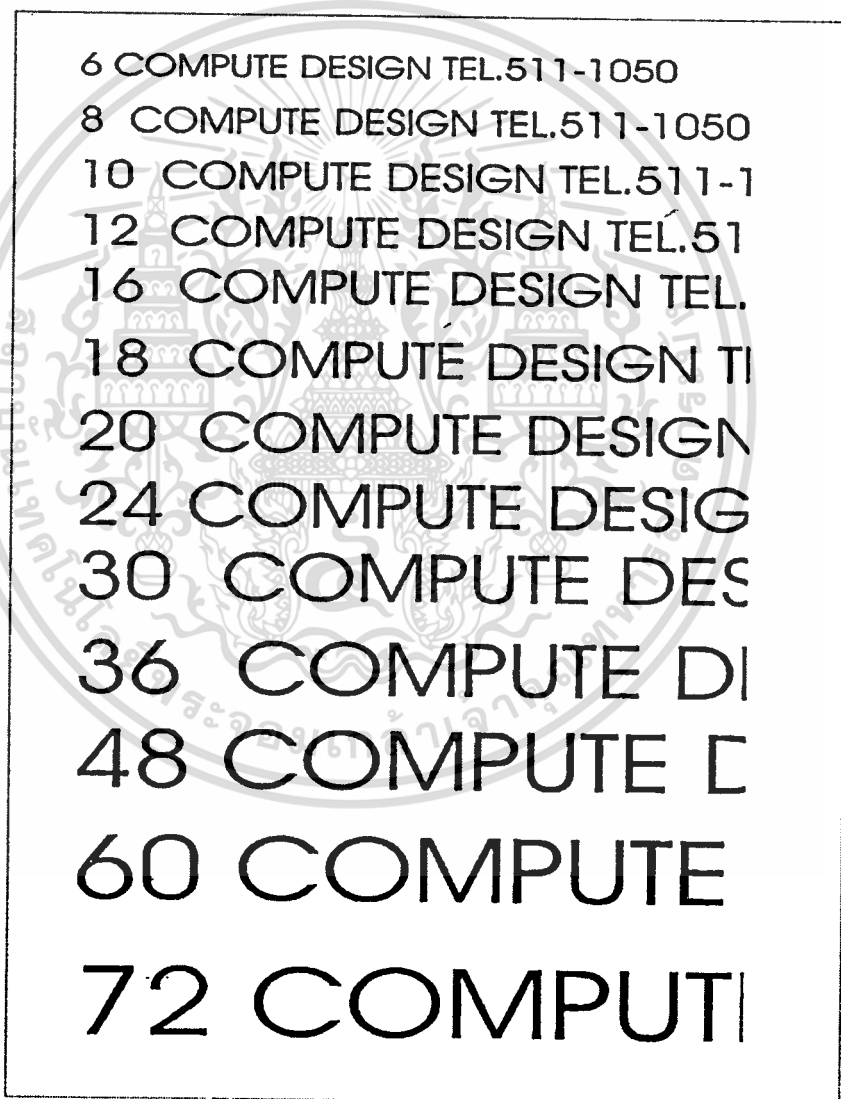 6 COMPUTE DESIGN TEL.511-1050
8 COMPUTE DESIGN TEL.511-1050
10 COMPUTE DESIGN TEL.511-1
12 COMPUTE DESIGN TEL.51
16 COMPUTE DESIGN TEL.
18 COMPUTE DESIGN T
20 COMPUTE DESIGN
24 COMPUTE DESIG
30 COMPUTE DES
36 COMPUTE D
48 COMPUTE D
60 COMPUTE
72 COMPUT